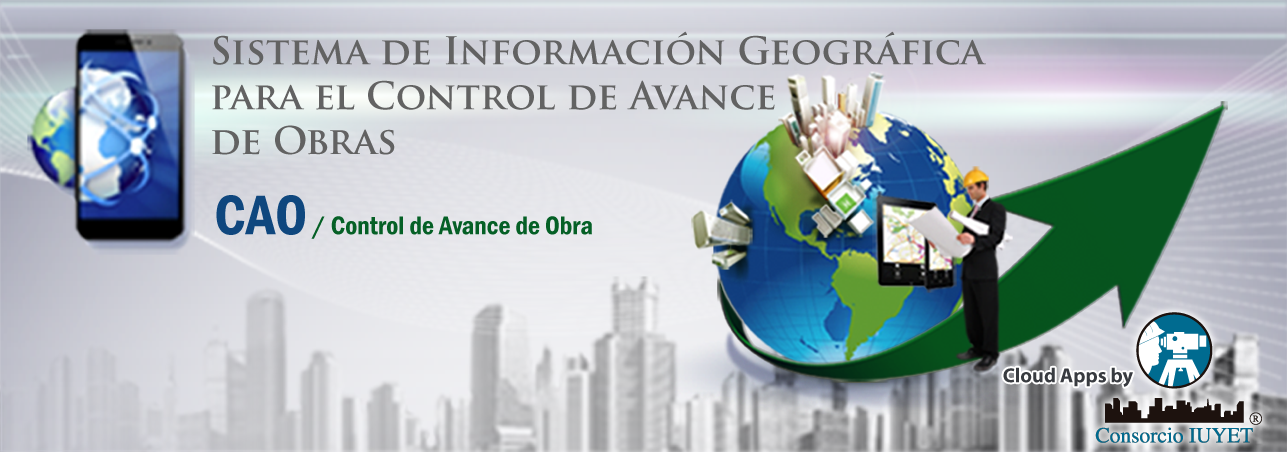 Sistema de Información Geográfica
para el Control de Avance
de Obras
CAO / Control de Avance de Obra
Cloud Apps by
Consorcio IUYET ®